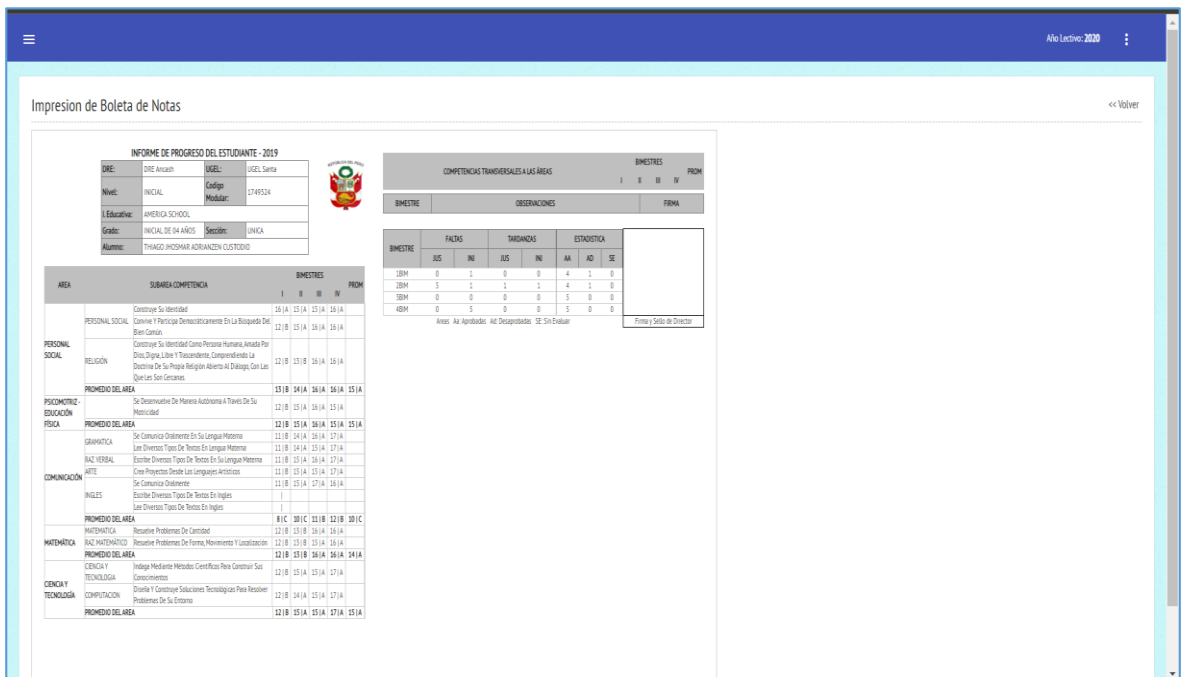 Año Lectivo: 2020
Impresion de Boleta de Notas
<< Volver
INFORME DE PROGRESO DEL ESTUDIANTE - 2019
DRE: DRE Ancash UGEL: UGEL Santa
Nivel: INICIAL Codigo Modular: 1749324
I. Educativa: AMERICA SCHOOL
Grado: INICIAL DE 04 AÑOS Sección: UNICA
Alumno: THIAGO JHOSMAR ADRIANZEN CUSTODIO
REPÚBLICA DEL PERÚ
AREA SUBAREA COMPETENCIA BIMESTRES PROM
I II III IV
PERSONAL SOCIAL
PERSONAL SOCIAL Construye Su Identidad 16|A 15|A 15|A 16|A
Convive Y Participa Democráticamente En La Búsqueda Del Bien Común. 12|B 15|A 16|A 16|A
RELIGIÓN Construye Su Identidad Como Persona Humana, Amada Por
Dios, Digna, Libre Y Trascendente, Comprendiendo La
Doctrina De Su Propia Religión Abierto Al Diálogo, Con Las
Que Les Son Cercanas. 12|B 13|B 16|A 16|A
PROMEDIO DEL AREA 13|B 14|A 16|A 16|A 15|A
PSICOMOTRIZ - EDUCACIÓN FÍSICA
Se Desenvuelve De Manera Autónoma A Través De Su Motricidad 12|B 15|A 16|A 15|A
PROMEDIO DEL AREA 12|B 15|A 16|A 15|A 15|A
COMUNICACIÓN
GRAMATICA Se Comunica Oralmente En Su Lengua Materna 11|B 14|A 16|A 17|A
Lee Diversos Tipos De Textos En Lengua Materna 11|B 14|A 15|A 17|A
RAZ. VERBAL Escribe Diversos Tipos De Textos En Su Lengua Materna 11|B 15|A 16|A 17|A
ARTE Crea Proyectos Desde Los Lenguajes Artísticos 11|B 15|A 15|A 17|A
INGLES Se Comunica Oralmente 11|B 15|A 17|A 16|A
Escribe Diversos Tipos De Textos En Ingles |
Lee Diversos Tipos De Textos En Ingles |
PROMEDIO DEL AREA 8|C 10|C 11|B 12|B 10|C
MATEMÁTICA
MATEMATICA Resuelve Problemas De Cantidad 12|B 13|B 16|A 16|A
RAZ. MATEMÁTICO Resuelve Problemas De Forma, Movimiento Y Localización 12|B 13|B 15|A 16|A
PROMEDIO DEL AREA 12|B 13|B 16|A 16|A 14|A
CIENCIA Y TECNOLOGÍA
CIENCIA Y TECNOLOGIA Indaga Mediante Métodos Científicos Para Construir Sus Conocimientos 12|B 15|A 15|A 17|A
COMPUTACION Diseña Y Construye Soluciones Tecnológicas Para Resolver Problemas De Su Entorno 12|B 14|A 15|A 17|A
PROMEDIO DEL AREA 12|B 15|A 15|A 17|A 15|A
COMPETENCIAS TRANSVERSALES A LAS ÁREAS BIMESTRES PROM
I II III IV
BIMESTRE OBSERVACIONES FIRMA
BIMESTRE FALTAS TARDANZAS ESTADISTICA
JUS INJ JUS INJ AA AD SE
1BIM 0 1 0 0 4 1 0
2BIM 5 1 1 1 4 1 0
3BIM 0 0 0 0 5 0 0
4BIM 0 5 0 0 5 0 0
Areas Aa: Aprobadas Ad: Desaprobadas SE: Sin Evaluar
Firma y Sello de Director